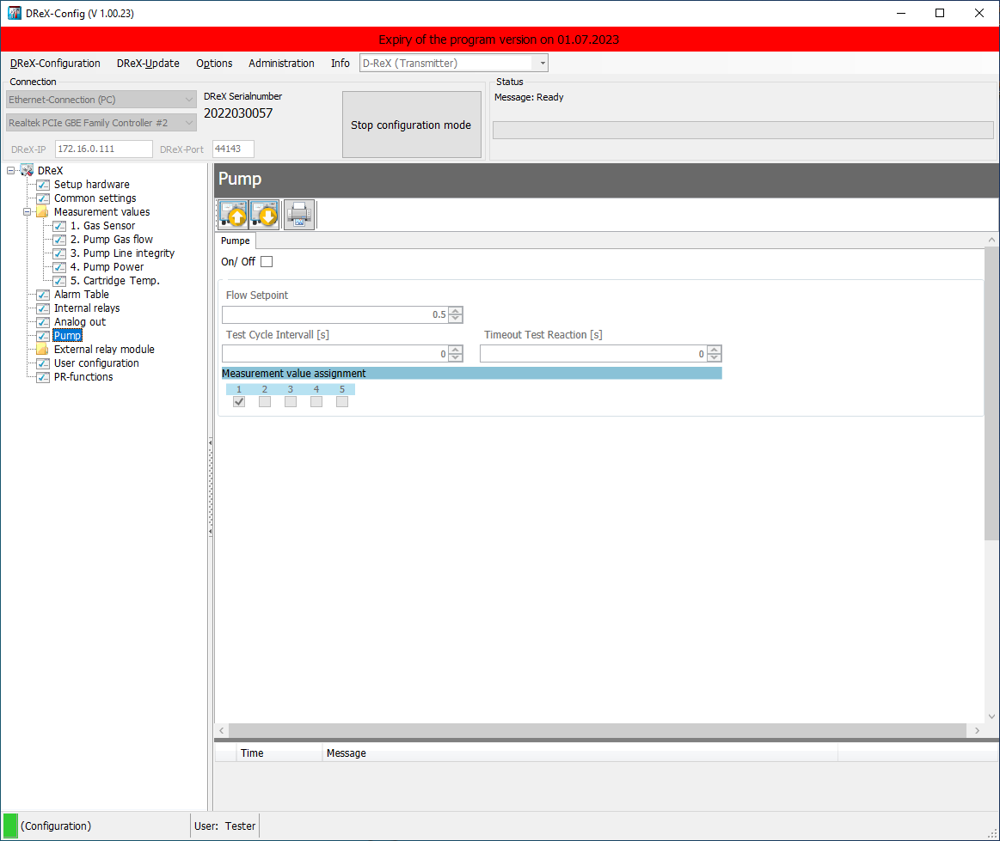 DReX-Config (V 1.00.23)
Expiry of the program version on 01.07.2023
DReX-Configuration DReX-Update Options Administration Info D-ReX (Transmitter)
Connection
Ethernet-Connection (PC)
Realtek PCIe GBE Family Controller #2
DReX-IP 172.16.0.111 DReX-Port 44143
DReX Serialnumber
2022030057
Stop configuration mode
Status
Message: Ready
DReX
Setup hardware
Common settings
Measurement values
1. Gas Sensor
2. Pump Gas flow
3. Pump Line integrity
4. Pump Power
5. Cartridge Temp.
Alarm Table
Internal relays
Analog out
Pump
External relay module
User configuration
PR-functions
Pump
Pumpe
On/ Off
Flow Setpoint
0.5
Test Cycle Intervall [s] Timeout Test Reaction [s]
0 0
Measurement value assignment
1 2 3 4 5
Time Message
(Configuration) User: Tester